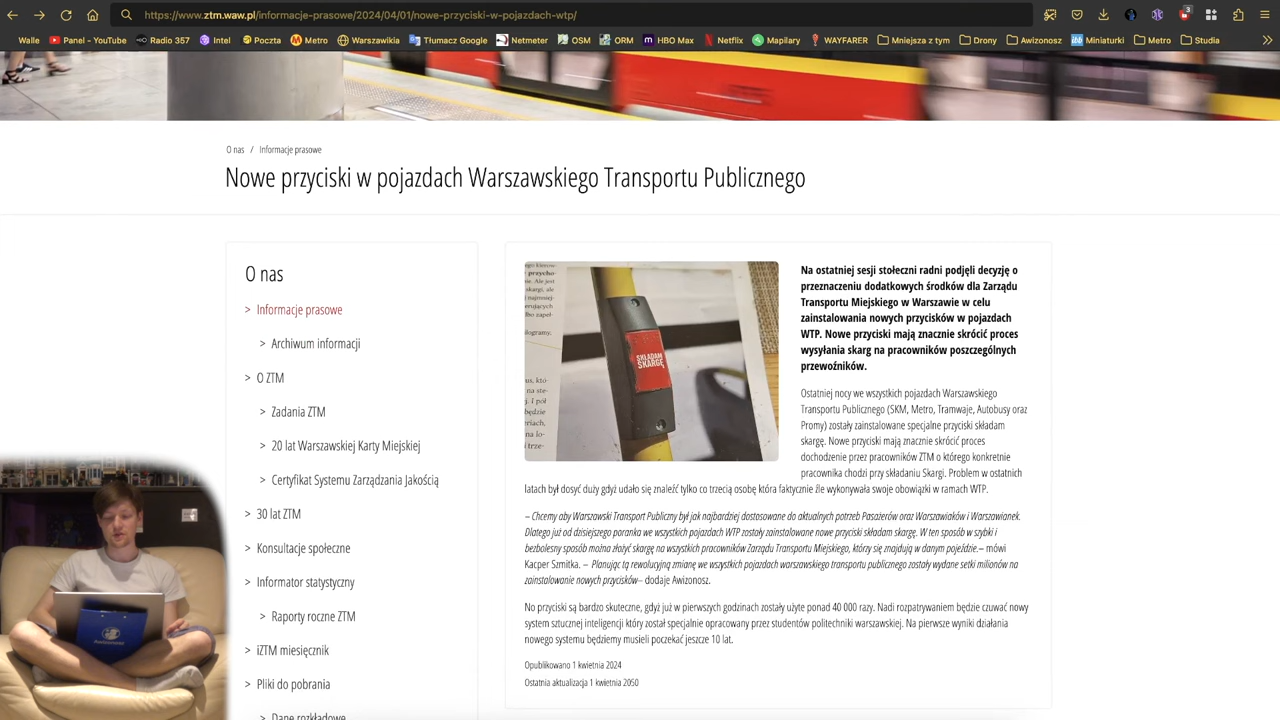 https://www.ztm.waw.pl/informacje-prasowe/2024/04/01/nowe-przyciski-w-pojazdach-wtp/
3
Walle
Panel - YouTube
Radio 357
Intel
Poczta
Metro
Warszawikia
Tłumacz Google
Netmeter
OSM
ORM
HBO Max
Netflix
Mapilary
WAYFARER
Mniejsza z tym
Drony
Awizonosz
Miniaturki
Metro
Studia
O nas / Informacje prasowe
Nowe przyciski w pojazdach Warszawskiego Transportu Publicznego
O nas
> Informacje prasowe
> Archiwum informacji
> O ZTM
> Zadania ZTM
> 20 lat Warszawskiej Karty Miejskiej
> Certyfikat Systemu Zarządzania Jakością
> 30 lat ZTM
> Konsultacje społeczne
> Informator statystyczny
> Raporty roczne ZTM
> iZTM miesięcznik
> Pliki do pobrania
> Dane rozkładowe
SKŁADAM
SKARGĘ
Na ostatniej sesji stołeczni radni podjęli decyzję o
przeznaczeniu dodatkowych środków dla Zarządu
Transportu Miejskiego w Warszawie w celu
zainstalowania nowych przycisków w pojazdach
WTP. Nowe przyciski mają znacznie skrócić proces
wysyłania skarg na pracowników poszczególnych
przewoźników.
Ostatniej nocy we wszystkich pojazdach Warszawskiego
Transportu Publicznego (SKM, Metro, Tramwaje, Autobusy oraz
Promy) zostały zainstalowane specjalne przyciski składam
skargę. Nowe przyciski mają znacznie skrócić proces
dochodzenie przez pracowników ZTM o którego konkretnie
pracownika chodzi przy składaniu Skargi. Problem w ostatnich
latach był dosyć duży gdyż udało się znaleźć tylko co trzecią osobę która faktycznie źle wykonywała swoje obowiązki w ramach WTP.
– Chcemy aby Warszawski Transport Publiczny był jak najbardziej dostosowane do aktualnych potrzeb Pasażerów oraz Warszawiaków i Warszawianek.
Dlatego już od dzisiejszego poranka we wszystkich pojazdach WTP zostały zainstalowane nowe przyciski składam skargę. W ten sposób w szybki i
bezbolesny sposób można złożyć skargę na wszystkich pracowników Zarządu Transportu Miejskiego, którzy się znajdują w danym pojeździe.– mówi
Kacper Szmitka. – Planując tą rewolucyjną zmianę we wszystkich pojazdach warszawskiego transportu publicznego zostały wydane setki milionów na
zainstalowanie nowych przycisków– dodaje Awizonosz.
No przyciski są bardzo skuteczne, gdyż już w pierwszych godzinach zostały użyte ponad 40 000 razy. Nadi rozpatrywaniem będzie czuwać nowy
system sztucznej inteligencji który został specjalnie opracowany przez studentów politechniki warszawskiej. Na pierwsze wyniki działania
nowego systemu będziemy musieli poczekać jeszcze 10 lat.
Opublikowano 1 kwietnia 2024
Ostatnia aktualizacja 1 kwietnia 2050